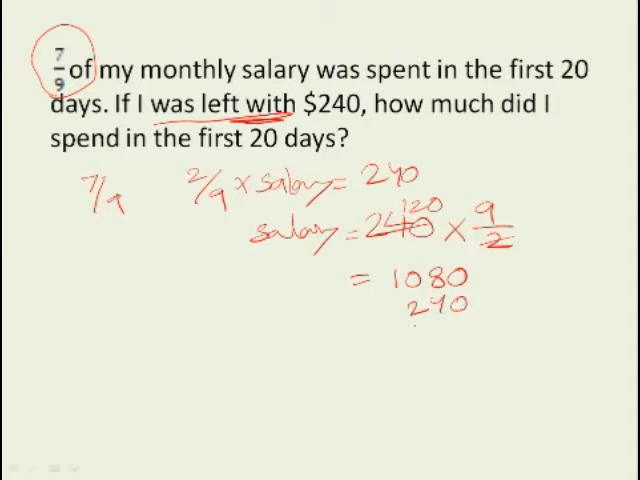 7/9 of my monthly salary was spent in the first 20
days. If I was left with $240, how much did I
spend in the first 20 days?
7/9 2/9 × salary = 240
120
salary = 240 × 9/2
= 1080
240